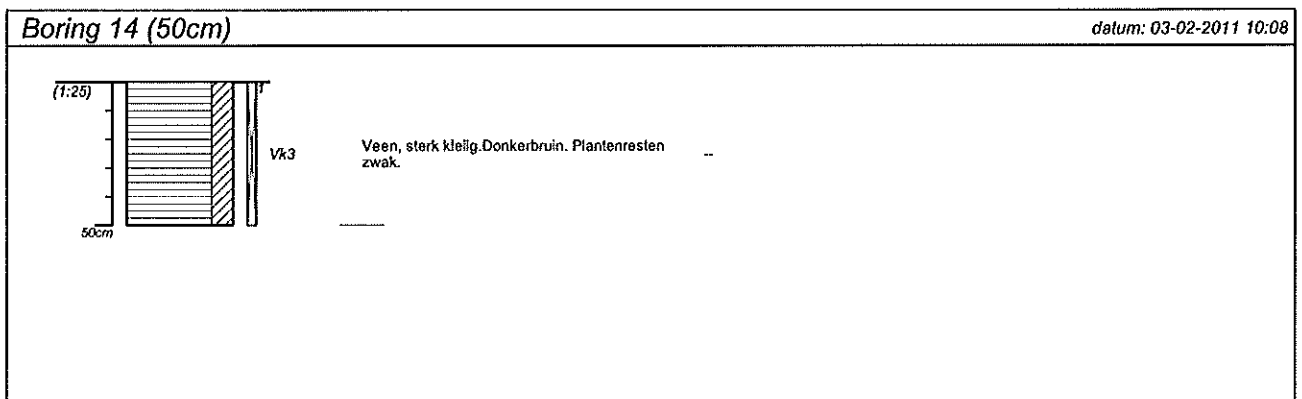 Boring 14 (50cm)
datum: 03-02-2011 10:08
(1:25)
1
Vk3
Veen, sterk kleiig.Donkerbruin. Plantenresten
zwak.
--
50cm